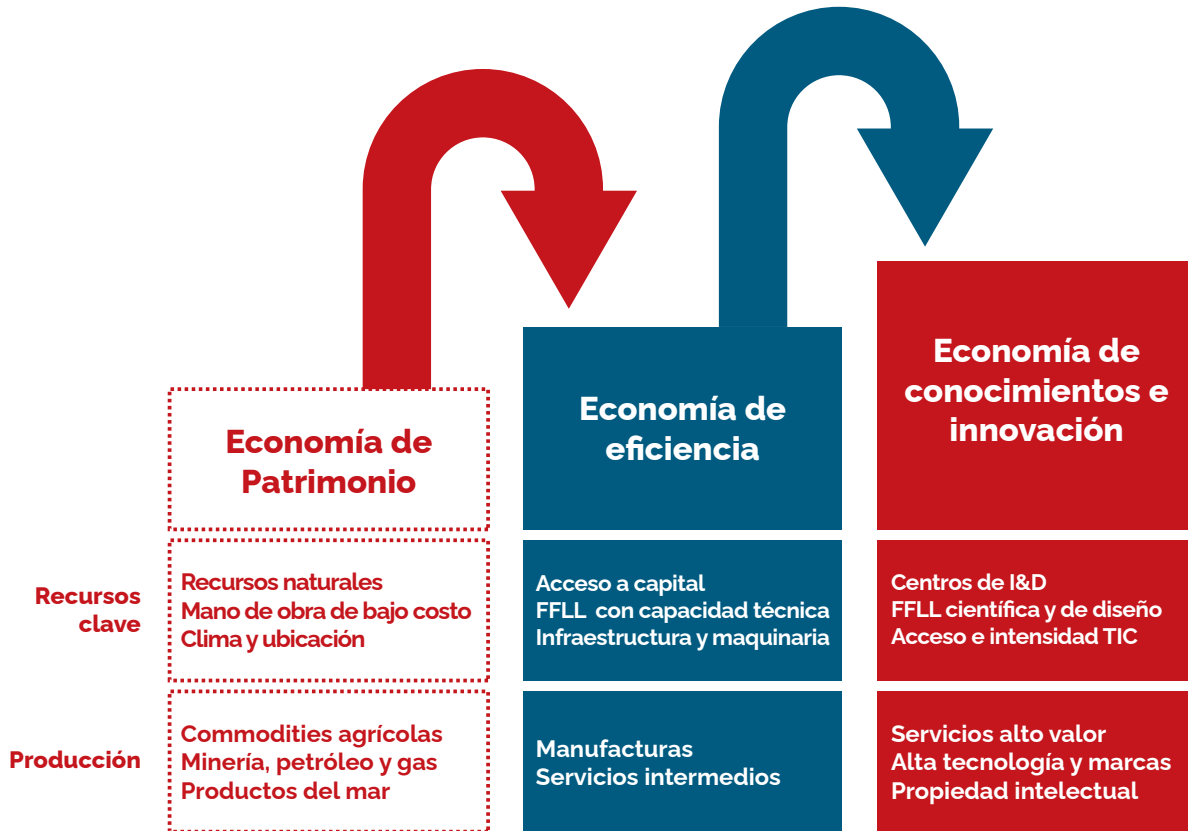 Economía de
Patrimonio
Economía de
eficiencia
Economía de
conocimientos e
innovación
Recursos
clave
Recursos naturales
Mano de obra de bajo costo
Clima y ubicación
Acceso a capital
FFLL con capacidad técnica
Infraestructura y maquinaria
Centros de I&D
FFLL científica y de diseño
Acceso e intensidad TIC
Producción
Commodities agrícolas
Minería, petróleo y gas
Productos del mar
Manufacturas
Servicios intermedios
Servicios alto valor
Alta tecnología y marcas
Propiedad intelectual